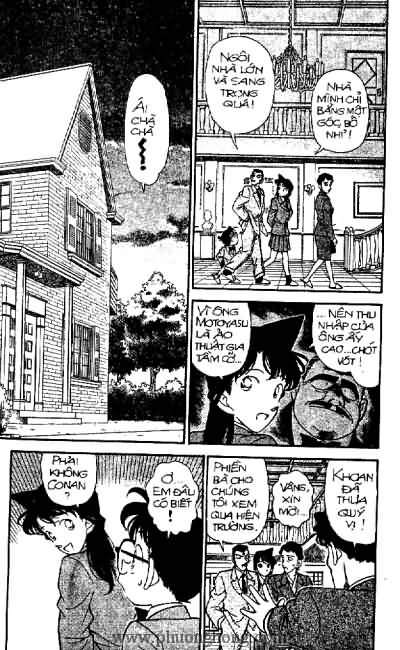 ÁI
CHÀ
CHÀ
NGÔI
NHÀ LỚN
VÀ SANG
TRỌNG
QUÁ!
NHÀ
MÌNH CHỈ
BẰNG MỘT
GÓC, BỐ
NHỈ!
VÌ ÔNG
MOTOYASU
LÀ ẢO
THUẬT GIA
TẦM CỠ...
... NÊN THU
NHẬP CỦA
ÔNG ẤY
CAO...CHÓT
VÓT!
PHẢI
KHÔNG
CONAN
?
Ơ...
EM ĐÂU
CÓ BIẾT
!
PHIỀN
BÀ CHO
CHÚNG
TÔI XEM
QUA HIỆN
TRƯỜNG.
VÂNG,
XIN
MỜI...
KHOAN
ĐÃ
THƯA
QUÝ
VỊ!